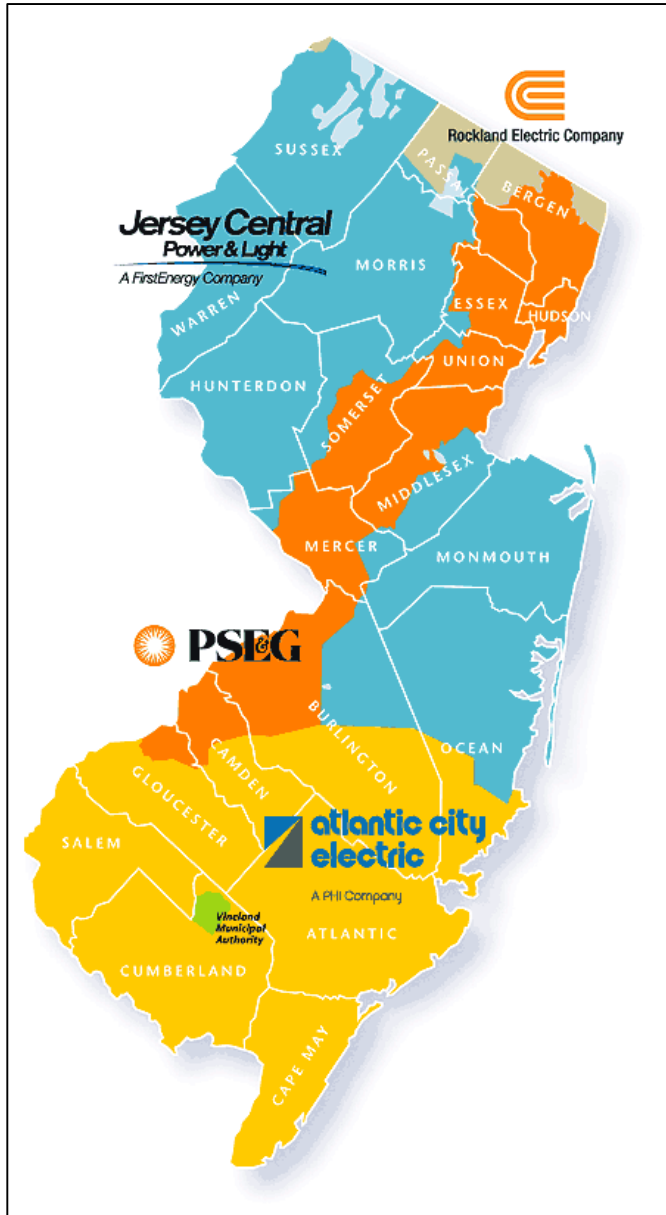 Rockland Electric Company
SUSSEX
PASSAIC
BERGEN
Jersey Central
Power & Light
A FirstEnergy Company
MORRIS
ESSEX
HUDSON
WARREN
UNION
HUNTERDON
SOMERSET
MIDDLESEX
MERCER
MONMOUTH
PSE&G
BURLINGTON
OCEAN
CAMDEN
GLOUCESTER
atlantic city
electric
A PHI Company
SALEM
Vineland
Municipal
Authority
ATLANTIC
CUMBERLAND
CAPE MAY